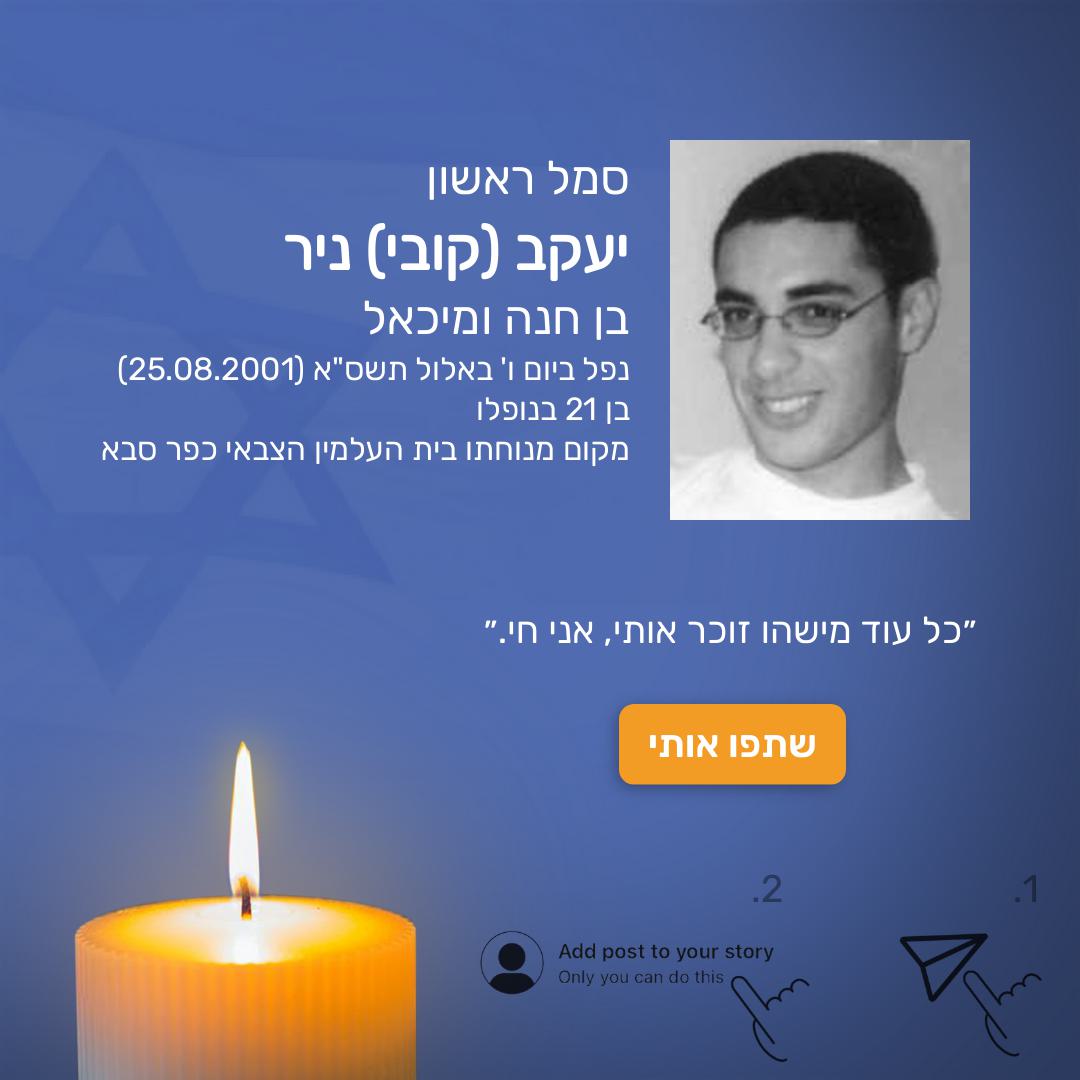 סמל ראשון
יעקב (קובי) ניר
בן חנה ומיכאל
נפל ביום ו' באלול תשס"א (25.08.2001)
בן 21 בנופלו
מקום מנוחתו בית העלמין הצבאי כפר סבא
״כל עוד מישהו זוכר אותי, אני חי.״
שתפו אותי
1.
2.
Add post to your story
Only you can do this